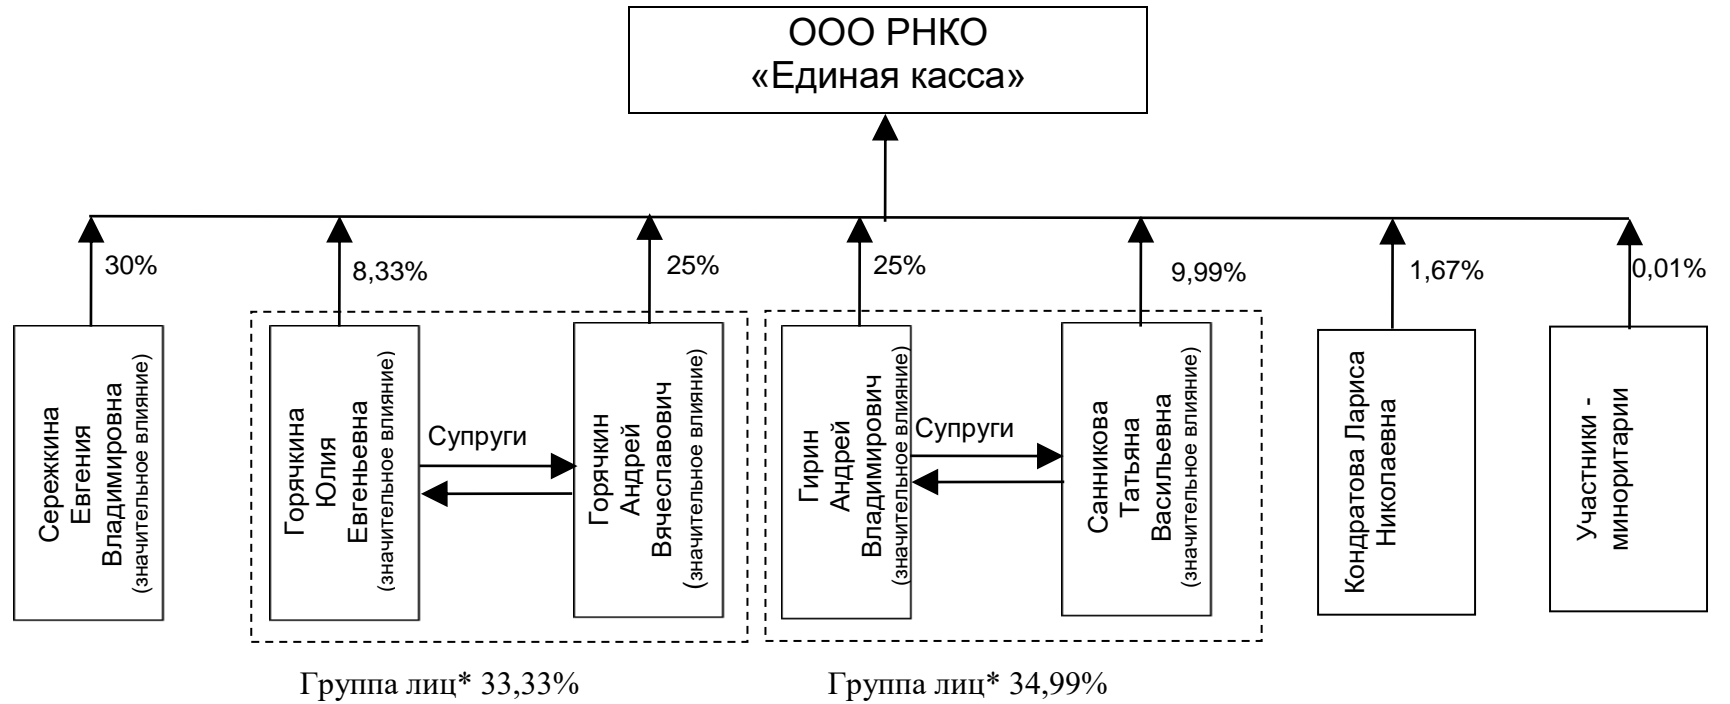 ООО РНКО
«Единая касса»
30%
8,33%
25%
25%
9,99%
1,67%
0,01%
Сережкина
Евгения
Владимировна
(значительное влияние)
Горячкина
Юлия
Евгеньевна
(значительное влияние)
Супруги
Горячкин
Андрей
Вячеславович
(значительное влияние)
Гирин
Андрей
Владимирович
(значительное влияние)
Супруги
Санникова
Татьяна
Васильевна
(значительное влияние)
Кондратова Лариса
Николаевна
Участники -
миноритарии
Группа лиц* 33,33%
Группа лиц* 34,99%